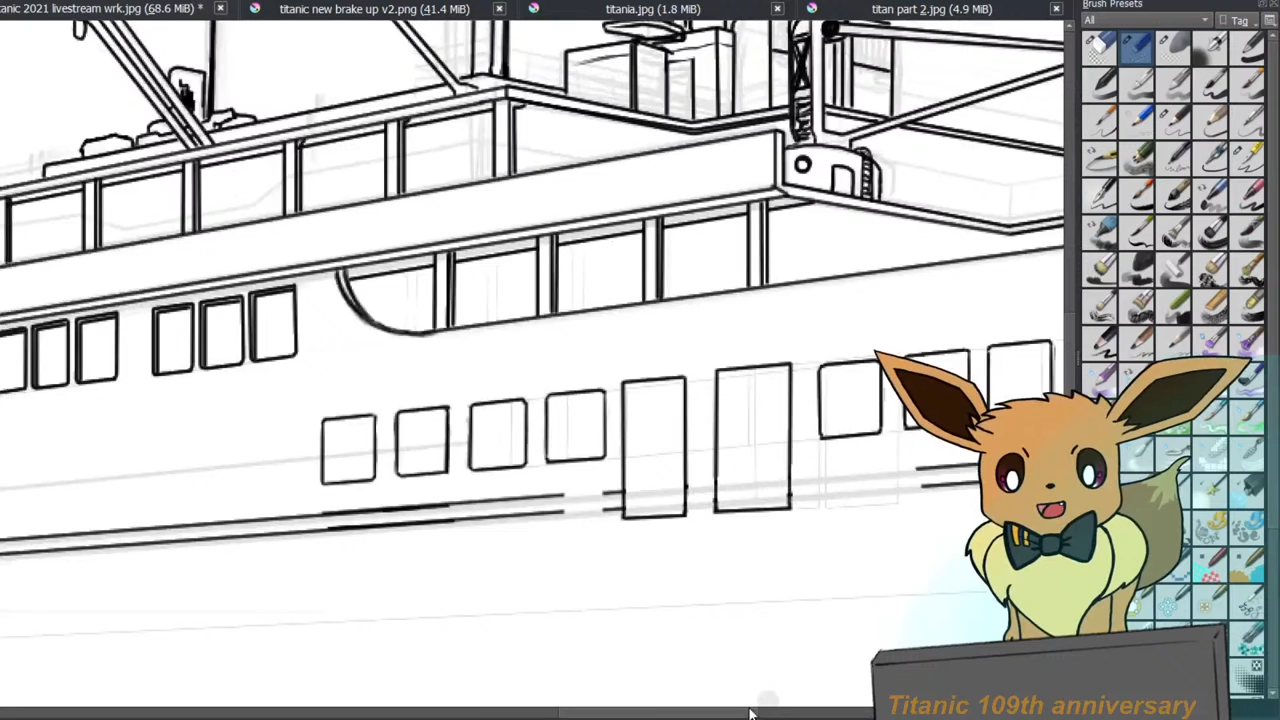 tanic 2021 livestream wrk.jpg (68.6 MiB) *
titanic new brake up v2.png (41.4 MiB)
titania.jpg (1.8 MiB)
titan part 2.jpg (4.9 MiB)
Brush Presets
All
Tag
Titanic 109th anniversary